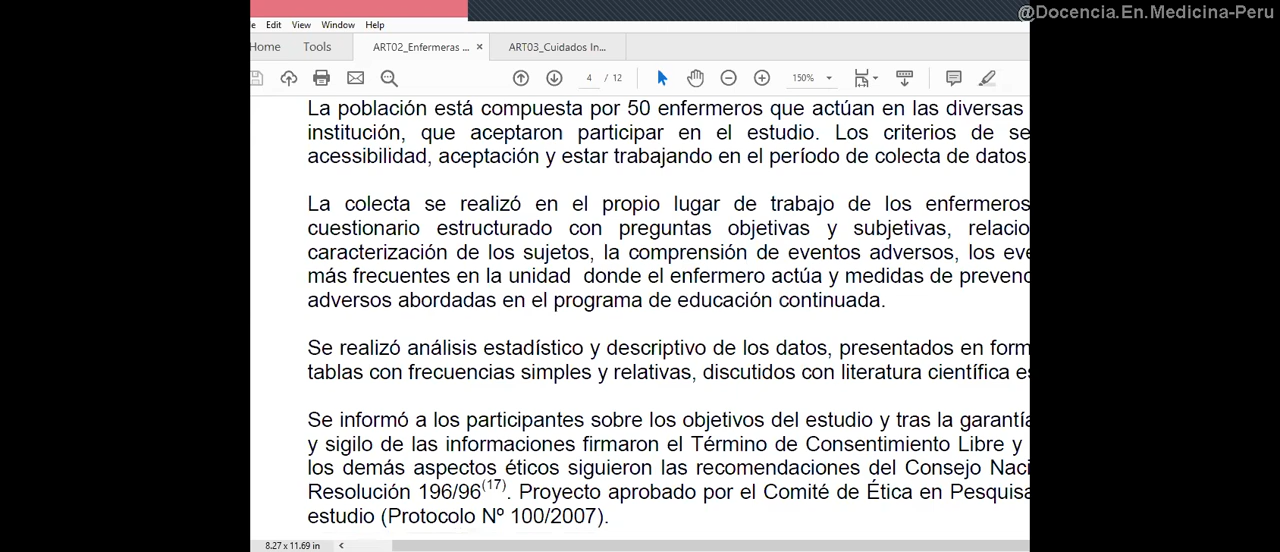 @Docencia.En.Medicina-Peru
Edit View Window Help
Home Tools ART02_Enfermeras ... × ART03_Cuidados In...
4 / 12 150%
La población está compuesta por 50 enfermeros que actúan en las diversas
institución, que aceptaron participar en el estudio. Los criterios de se
acessibilidad, aceptación y estar trabajando en el período de colecta de datos.
La colecta se realizó en el propio lugar de trabajo de los enfermeros
cuestionario estructurado con preguntas objetivas y subjetivas, relacio
caracterización de los sujetos, la comprensión de eventos adversos, los eve
más frecuentes en la unidad donde el enfermero actúa y medidas de prevenc
adversos abordadas en el programa de educación continuada.
Se realizó análisis estadístico y descriptivo de los datos, presentados en form
tablas con frecuencias simples y relativas, discutidos con literatura científica es
Se informó a los participantes sobre los objetivos del estudio y tras la garantía
y sigilo de las informaciones firmaron el Término de Consentimiento Libre y
los demás aspectos éticos siguieron las recomendaciones del Consejo Naci
Resolución 196/96(17). Proyecto aprobado por el Comité de Ética en Pesquisa
estudio (Protocolo Nº 100/2007).
8.27 x 11.69 in